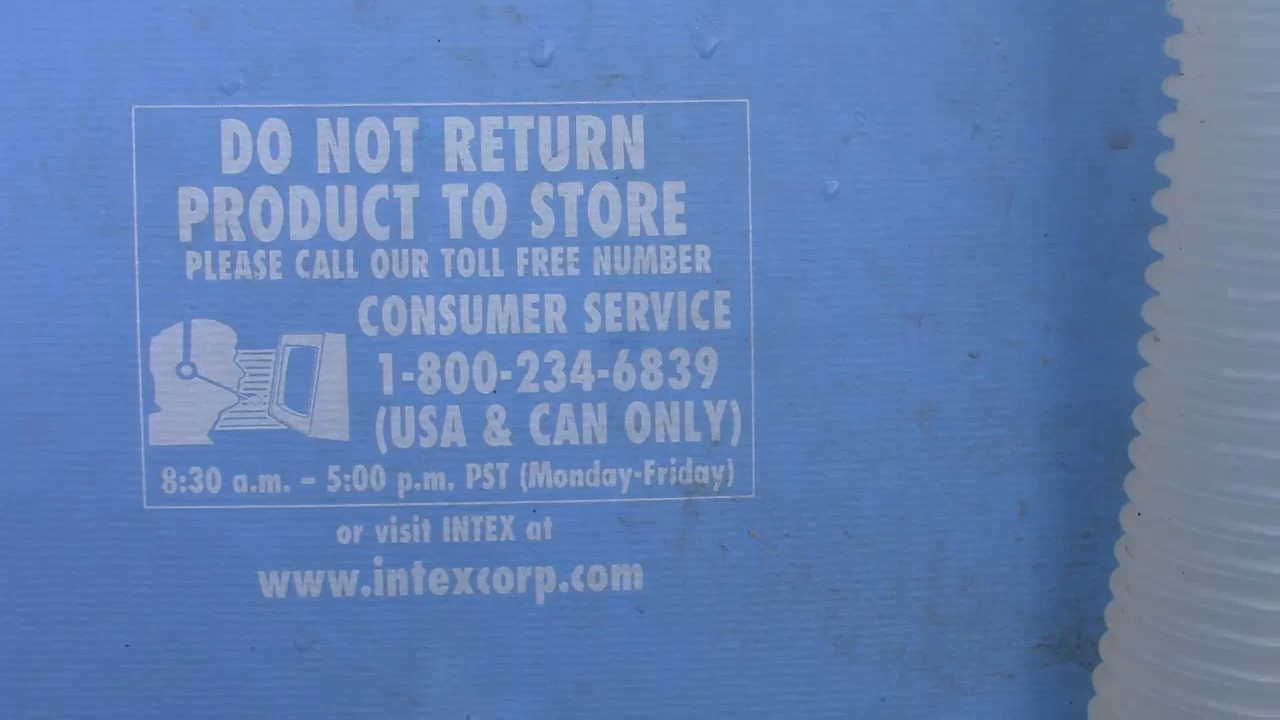 DO NOT RETURN
PRODUCT TO STORE
PLEASE CALL OUR TOLL FREE NUMBER
CONSUMER SERVICE
1-800-234-6839
(USA & CAN ONLY)
8:30 a.m. – 5:00 p.m. PST (Monday-Friday)
or visit INTEX at
www.intexcorp.com